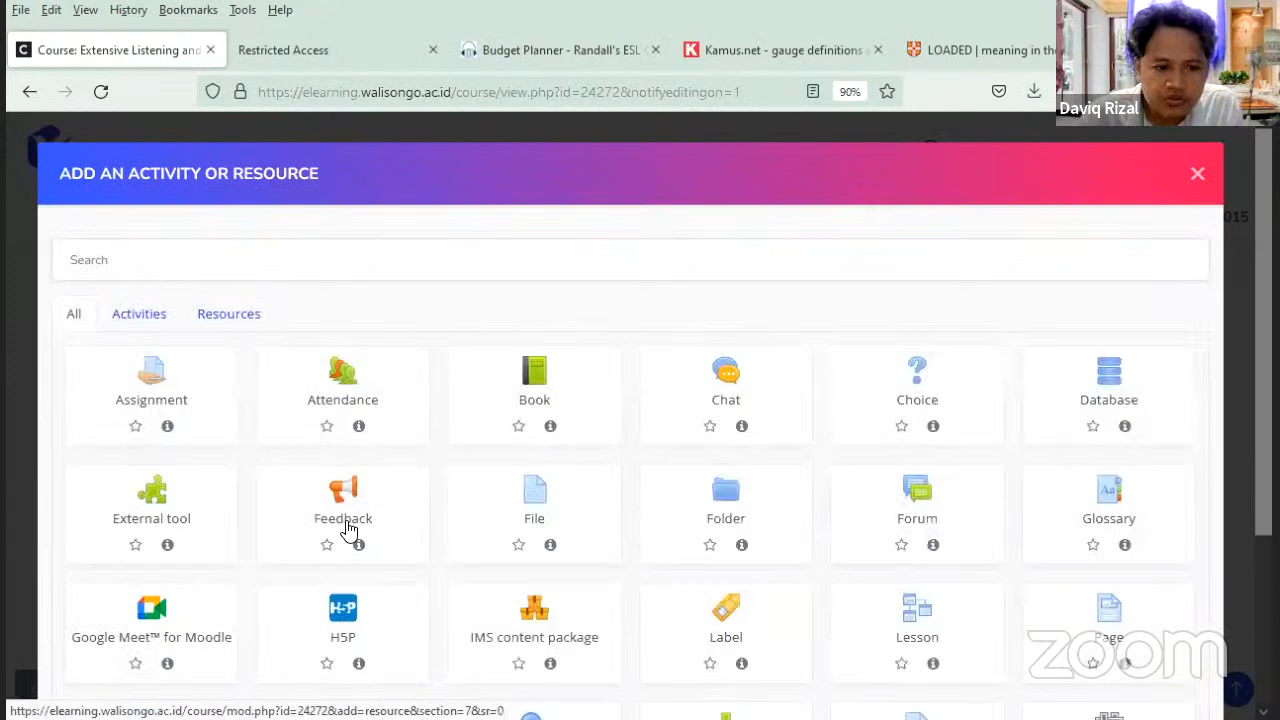 File Edit View History Bookmarks Tools Help
Course: Extensive Listening and
Restricted Access
Budget Planner - Randall's ESL
Kamus.net - gauge definitions
LOADED | meaning in the
https://elearning.walisongo.ac.id/course/view.php?id=24272&notifyeditingon=1
90%
Daviq Rizal
ADD AN ACTIVITY OR RESOURCE
015
Search
All Activities Resources
Assignment Attendance Book Chat Choice Database
External tool Feedback File Folder Forum Glossary
Aa
H5P
Google Meet™ for Moodle H5P IMS content package Label Lesson Page
zoom
https://elearning.walisongo.ac.id/course/mod.php?id=24272&add=resource&section=7&sr=0